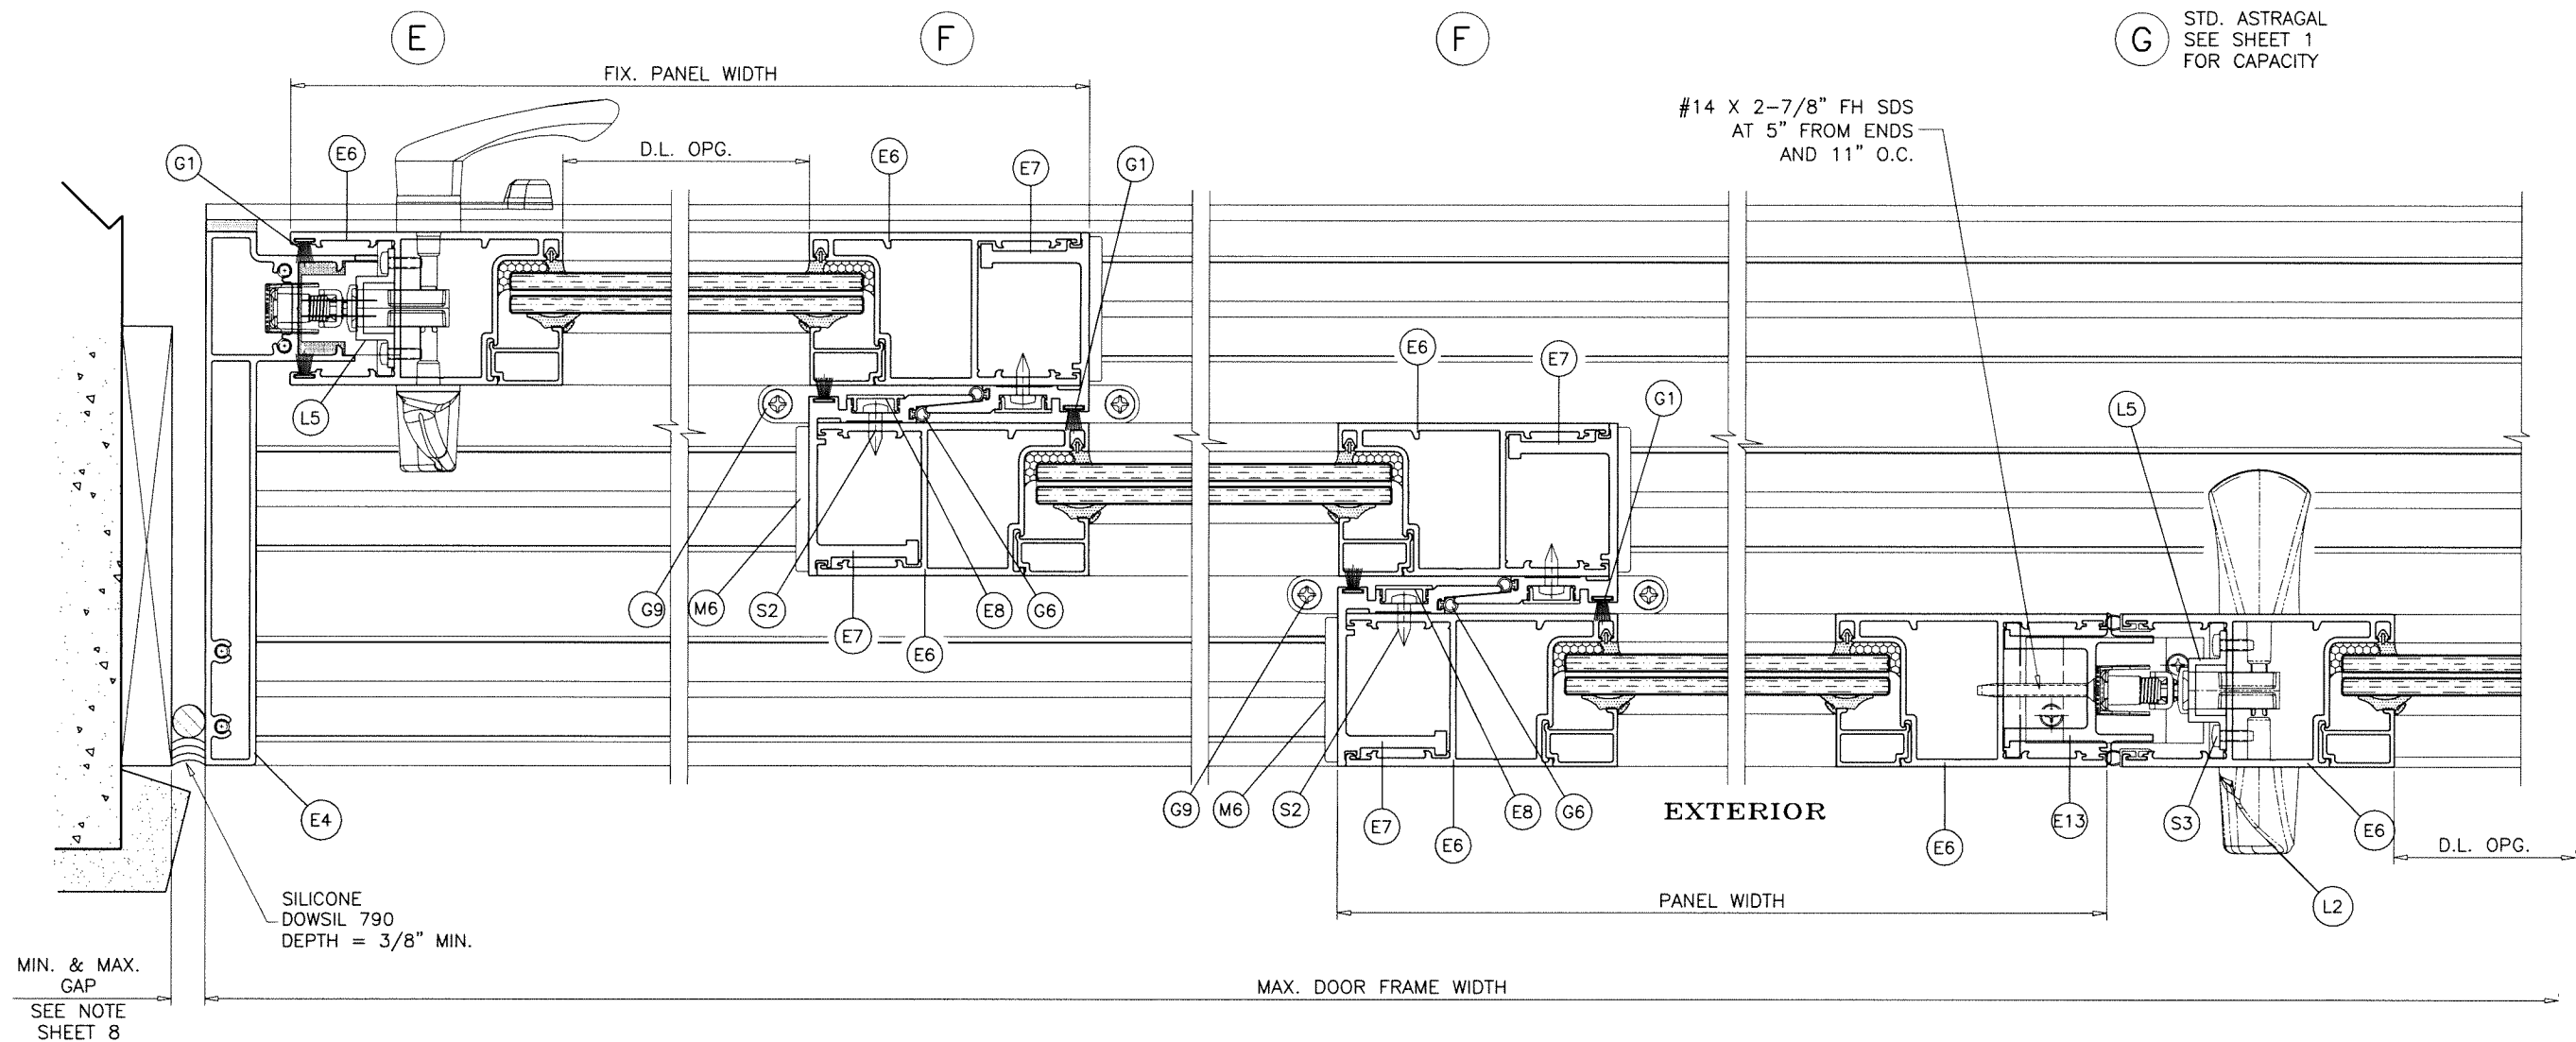 E
F
F
G
STD. ASTRAGAL
SEE SHEET 1
FOR CAPACITY
FIX. PANEL WIDTH
#14 X 2-7/8" FH SDS
AT 5" FROM ENDS
AND 11" O.C.
G1
E6
D.L. OPG.
E6
E7
G1
E6
E7
G1
L5
L5
G9
M6
S2
E7
E6
E8
G6
G9
M6
S2
E7
E6
E8
G6
EXTERIOR
E6
E13
S3
E6
D.L. OPG.
E4
L2
PANEL WIDTH
SILICONE
DOWSIL 790
DEPTH = 3/8" MIN.
MIN. & MAX.
GAP
SEE NOTE
SHEET 8
MAX. DOOR FRAME WIDTH